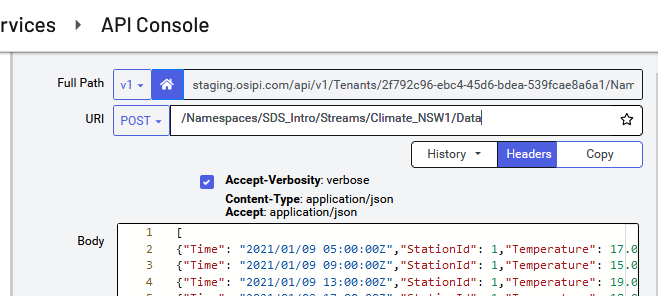 rvices > API Console
Full Path v1 staging.osipi.com/api/v1/Tenants/2f792c96-ebc4-45d6-bdea-539fcae8a6a1/Nam
URI POST /Namespaces/SDS_Intro/Streams/Climate_NSW1/Data
History Headers Copy
Accept-Verbosity: verbose
Content-Type: application/json
Accept: application/json
Body
1 [
2 {"Time": "2021/01/09 05:00:00Z","StationId": 1,"Temperature": 17.0
3 {"Time": "2021/01/09 09:00:00Z","StationId": 1,"Temperature": 15.0
4 {"Time": "2021/01/09 13:00:00Z","StationId": 1,"Temperature": 19.0